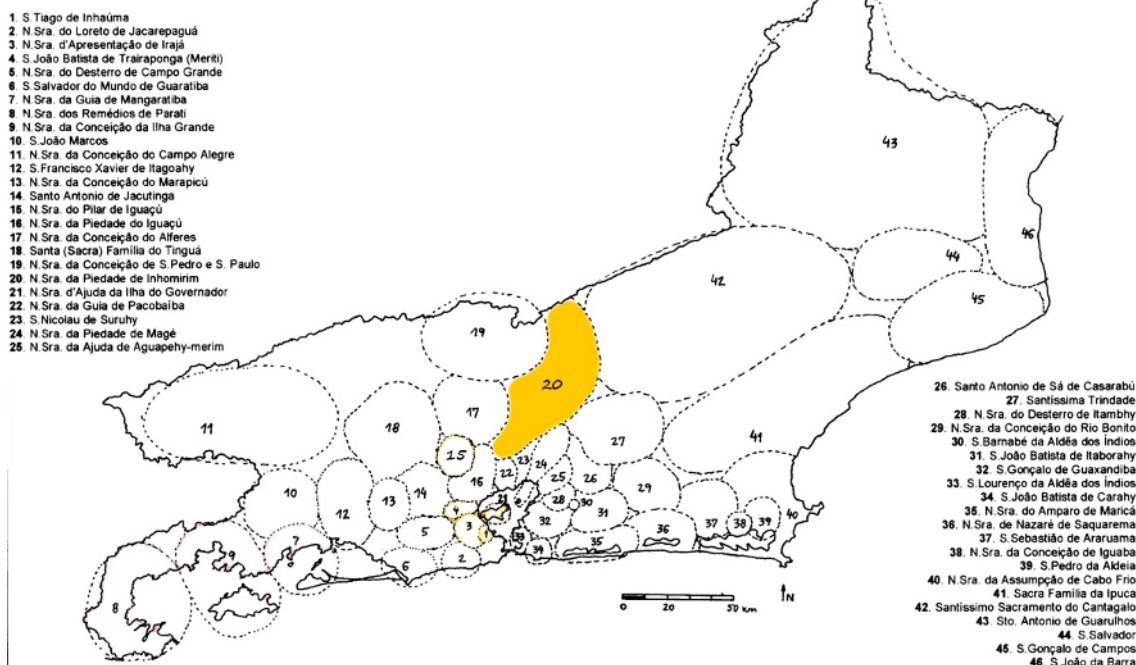 1. S.Tiago de Inhaúma
2. N.Sra. do Loreto de Jacarepaguá
3. N.Sra. d'Apresentação de Irajá
4. S.João Batista de Trairaponga (Meriti)
5. N.Sra. do Desterro de Campo Grande
6. S.Salvador do Mundo de Guaratiba
7. N.Sra. da Guia de Mangaratiba
8. N.Sra. dos Remédios de Parati
9. N.Sra. da Conceição da Ilha Grande
10. S.João Marcos
11. N.Sra. da Conceição do Campo Alegre
12. S.Francisco Xavier de Itagoahy
13. N.Sra. da Conceição do Marapicú
14. Santo Antonio de Jacutinga
15. N.Sra. do Pilar de Iguaçú
16. N.Sra. da Piedade do Iguaçú
17. N.Sra. da Conceição do Alferes
18. Santa (Sacra) Família do Tinguá
19. N.Sra. da Conceição de S.Pedro e S. Paulo
20. N.Sra. da Piedade de Inhomirim
21. N.Sra. d'Ajuda da Ilha do Governador
22. N.Sra. da Guia de Pacobaíba
23. S.Nicolau de Suruhy
24. N.Sra. da Piedade de Magé
25. N.Sra. da Ajuda de Aguapehy-merim
43
46
44
42
45
19
20
17
11
18
27
41
15
23
24
22
16
25
26
14
13
10
12
29
21
28
30
4
31
40
32
37
38
39
3
5
36
33
35
34
9
7
2
6
8
0 20 50 km
N
26. Santo Antonio de Sá de Casarabú
27. Santíssima Trindade
28. N.Sra. do Desterro de Itambhy
29. N.Sra. da Conceição do Rio Bonito
30. S.Barnabé da Aldêa dos Índios
31. S.João Batista de Itaborahy
32. S.Gonçalo de Guaxandiba
33. S.Lourenço da Aldêa dos Índios
34. S.João Batista de Carahy
35. N.Sra. do Amparo de Maricá
36. N.Sra. de Nazaré de Saquarema
37. S.Sebastião de Araruama
38. N.Sra. da Conceição de Iguaba
39. S.Pedro da Aldeia
40. N.Sra. da Assumpção de Cabo Frio
41. Sacra Família da Ipuca
42. Santíssimo Sacramento do Cantagalo
43. Sto. Antonio de Guarulhos
44. S.Salvador
45. S.Gonçalo de Campos
46. S.João da Barra